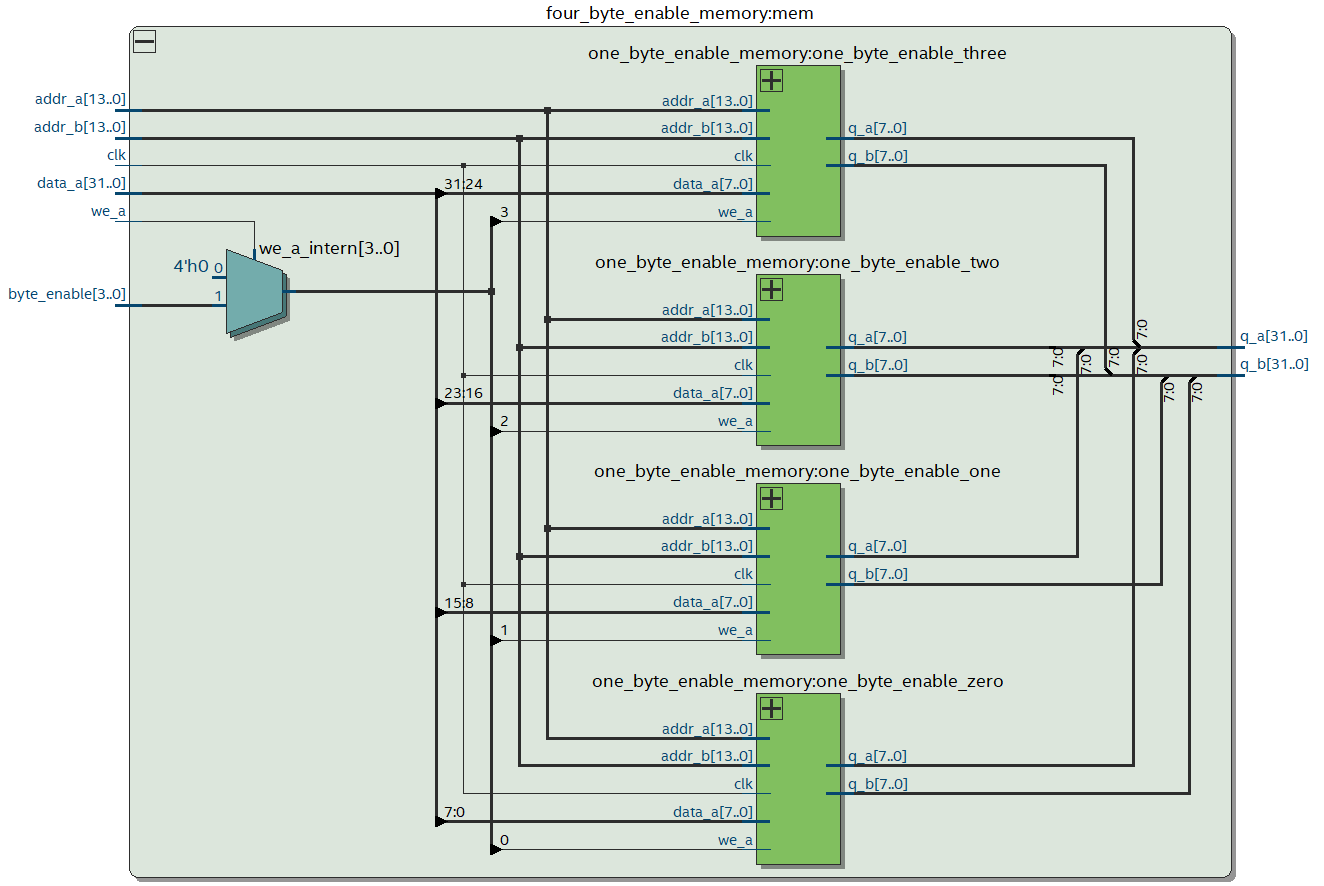 four_byte_enable_memory:mem
addr_a[13..0]
addr_b[13..0]
clk
data_a[31..0]
we_a
byte_enable[3..0]
4'h0
0
1
we_a_intern[3..0]
31:24
3
23:16
2
15:8
1
7:0
0
one_byte_enable_memory:one_byte_enable_three
addr_a[13..0]
addr_b[13..0]
clk
data_a[7..0]
we_a
q_a[7..0]
q_b[7..0]
one_byte_enable_memory:one_byte_enable_two
addr_a[13..0]
addr_b[13..0]
clk
data_a[7..0]
we_a
q_a[7..0]
q_b[7..0]
one_byte_enable_memory:one_byte_enable_one
addr_a[13..0]
addr_b[13..0]
clk
data_a[7..0]
we_a
q_a[7..0]
q_b[7..0]
one_byte_enable_memory:one_byte_enable_zero
addr_a[13..0]
addr_b[13..0]
clk
data_a[7..0]
we_a
q_a[7..0]
q_b[7..0]
7:0
7:0
7:0
7:0
7:0
7:0
7:0
7:0
q_a[31..0]
q_b[31..0]